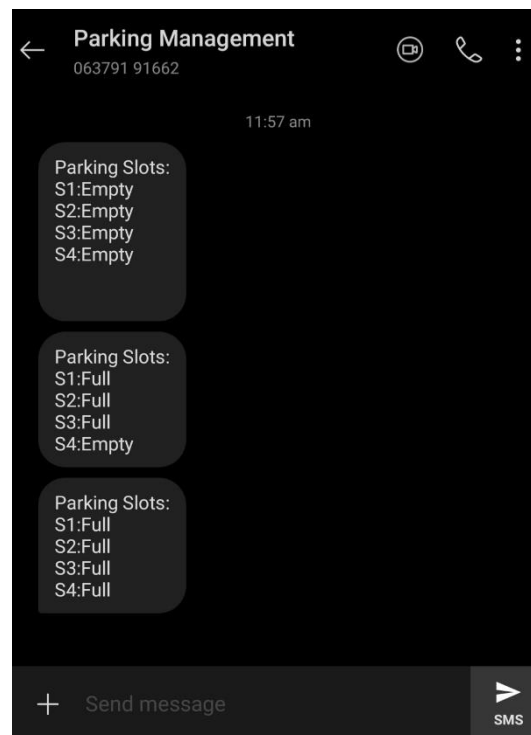 Parking Management
063791 91662
11:57 am
Parking Slots:
S1:Empty
S2:Empty
S3:Empty
S4:Empty
Parking Slots:
S1:Full
S2:Full
S3:Full
S4:Empty
Parking Slots:
S1:Full
S2:Full
S3:Full
S4:Full
Send message
SMS